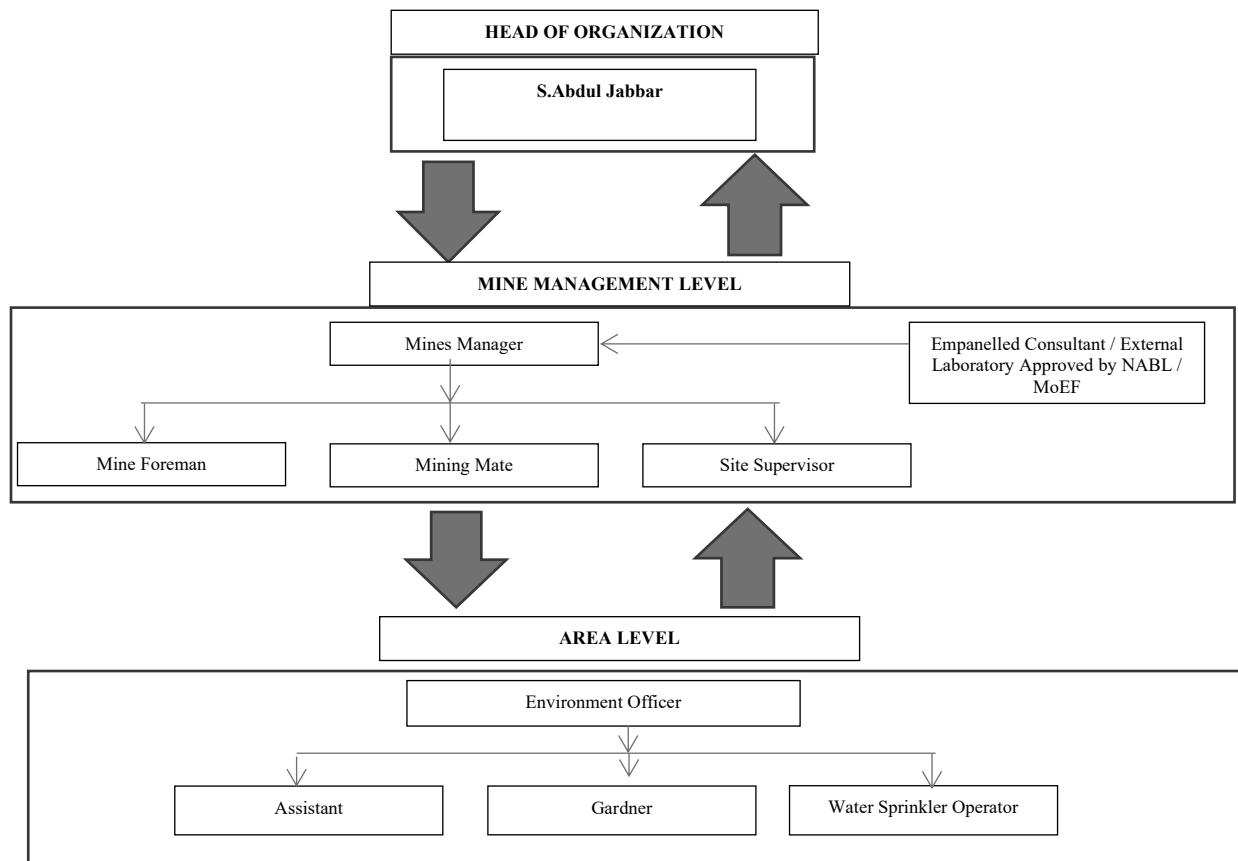 HEAD OF ORGANIZATION
S.Abdul Jabbar
MINE MANAGEMENT LEVEL
Mines Manager
Empanelled Consultant / External
Laboratory Approved by NABL /
MoEF
Mine Foreman
Mining Mate
Site Supervisor
AREA LEVEL
Environment Officer
Assistant
Gardner
Water Sprinkler Operator